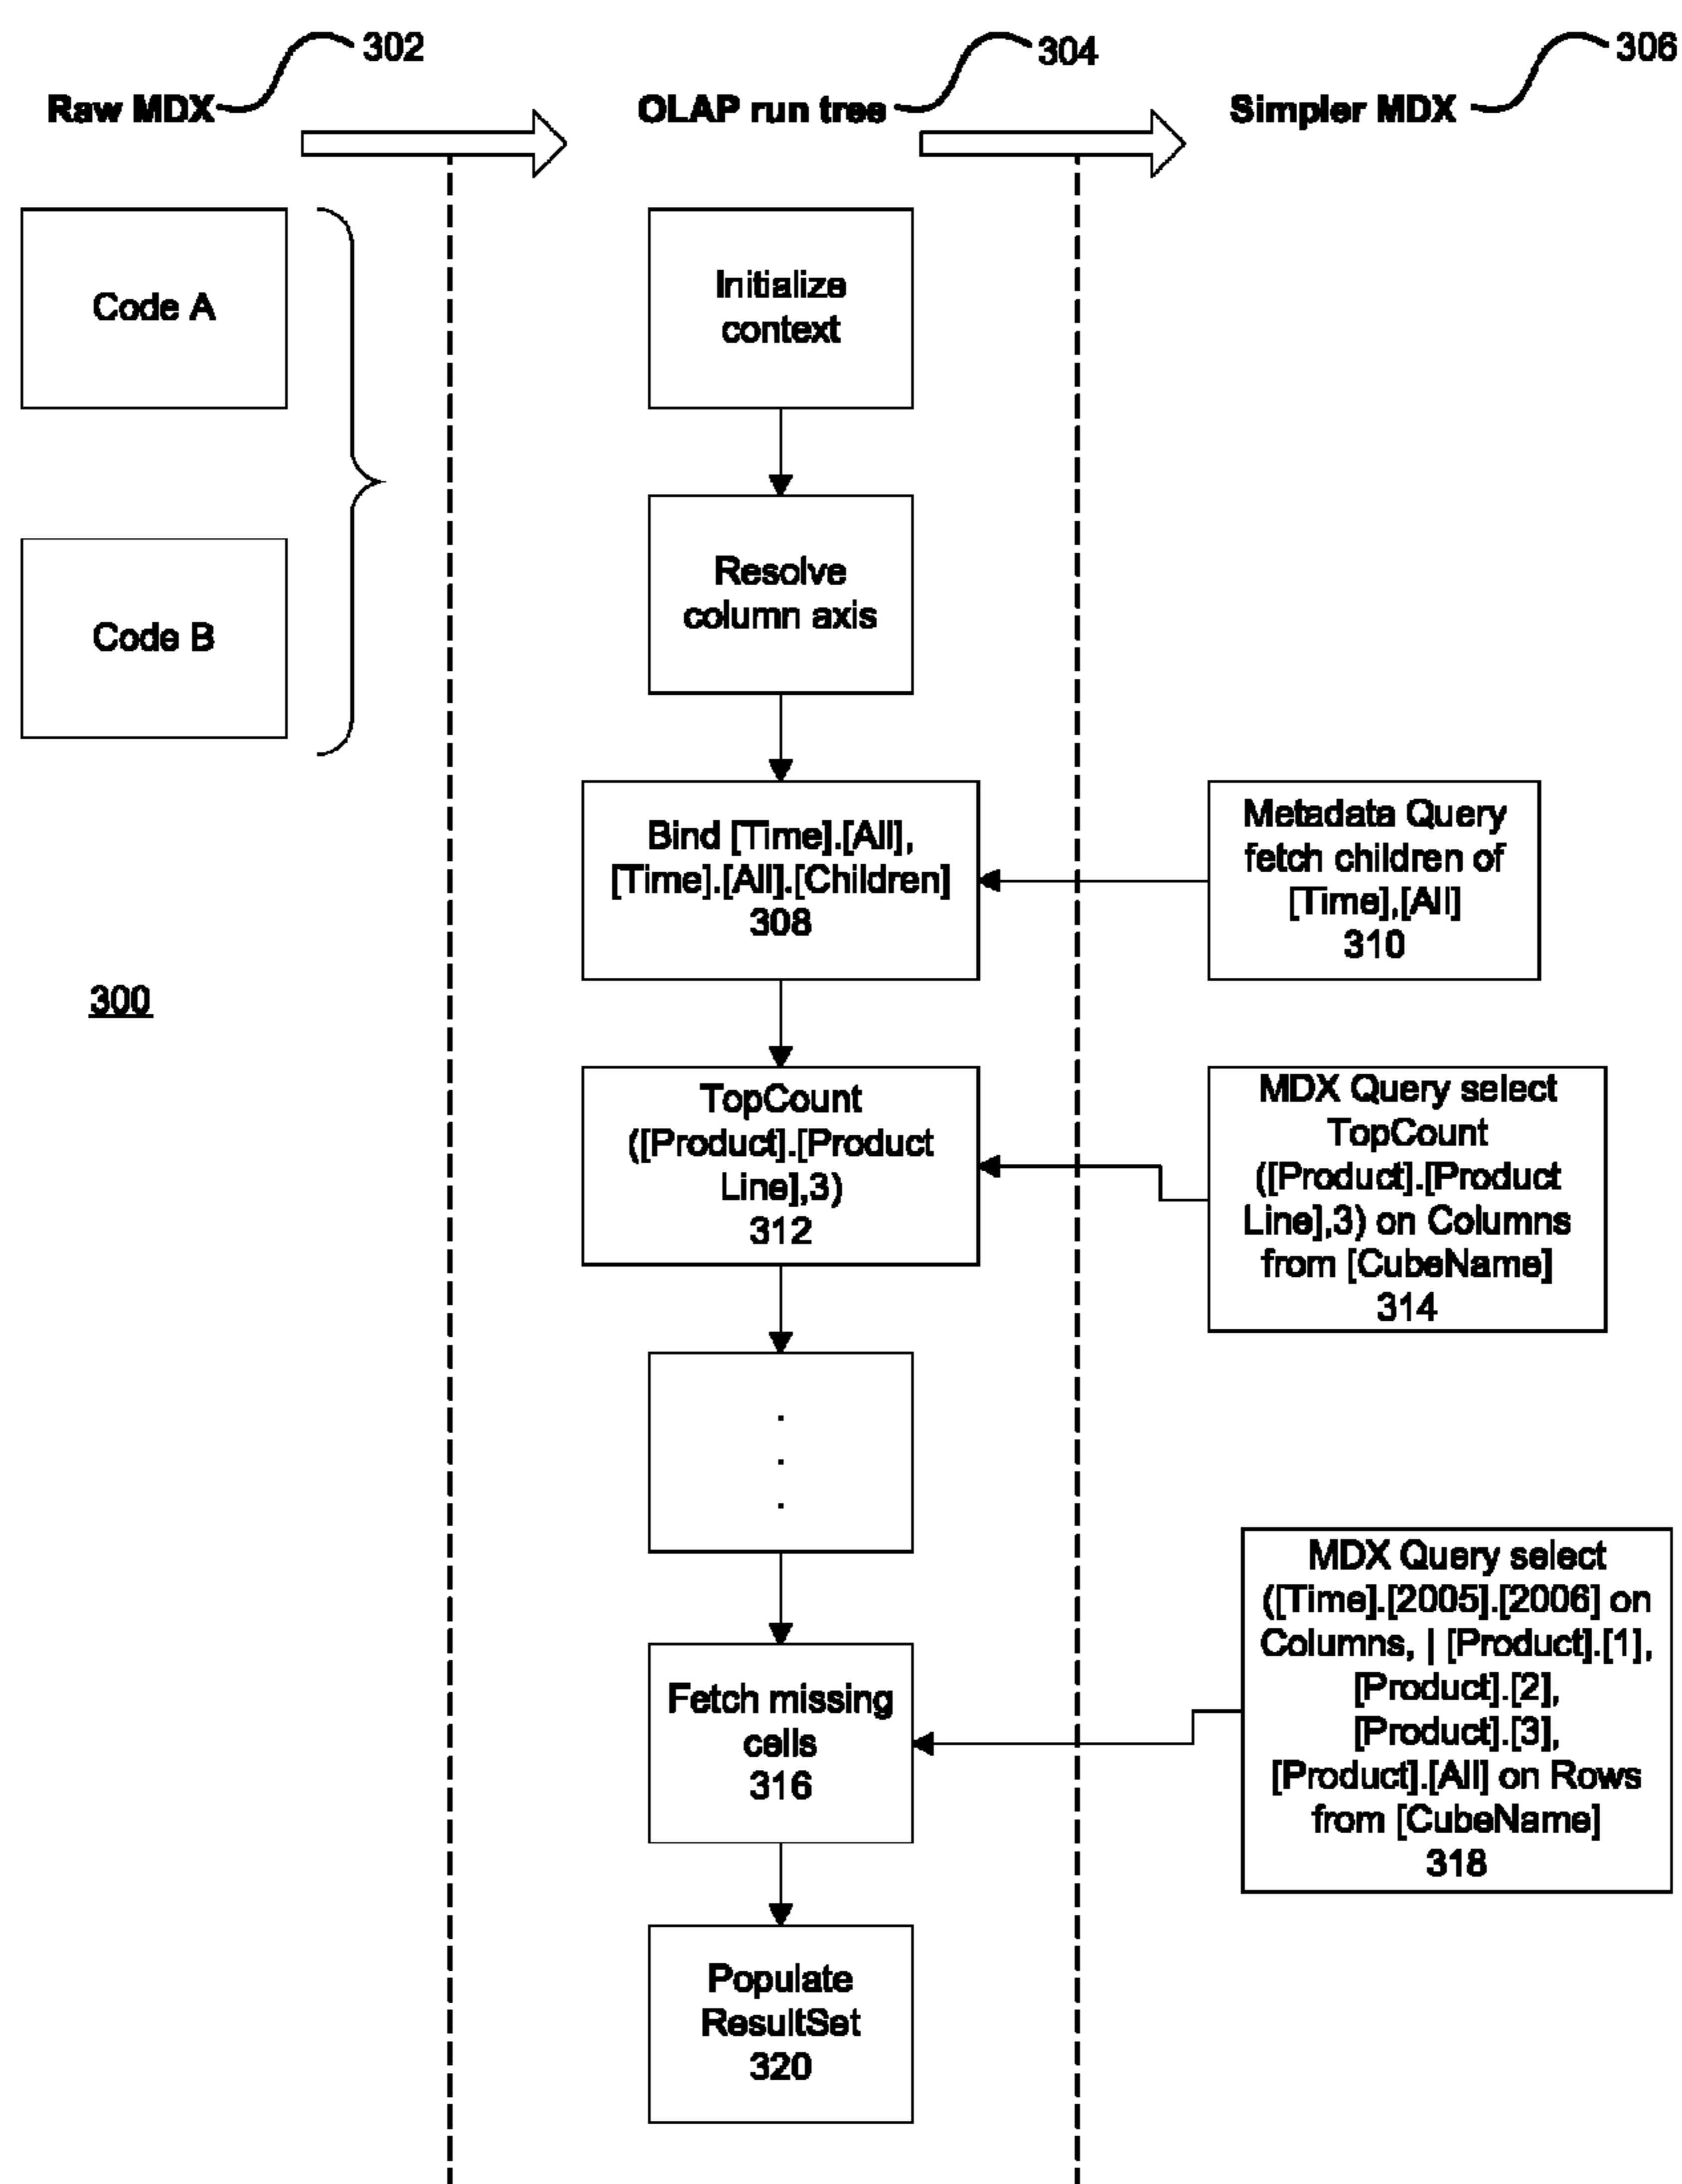 302
304
306
Raw MDX
OLAP run tree
Simpler MDX
Code A
Code B
300
Initialize
context
Resolve
column axis
Bind [Time].[All],
[Time].[All].[Children]
308
Metadata Query
fetch children of
[Time],[All]
310
TopCount
([Product].[Product
Line],3)
312
MDX Query select
TopCount
([Product].[Product
Line],3) on Columns
from [CubeName]
314
.
.
.
Fetch missing
cells
316
MDX Query select
([Time].[2005].[2006] on
Columns, | [Product].[1],
[Product].[2],
[Product].[3],
[Product].[All] on Rows
from [CubeName]
318
Populate
ResultSet
320